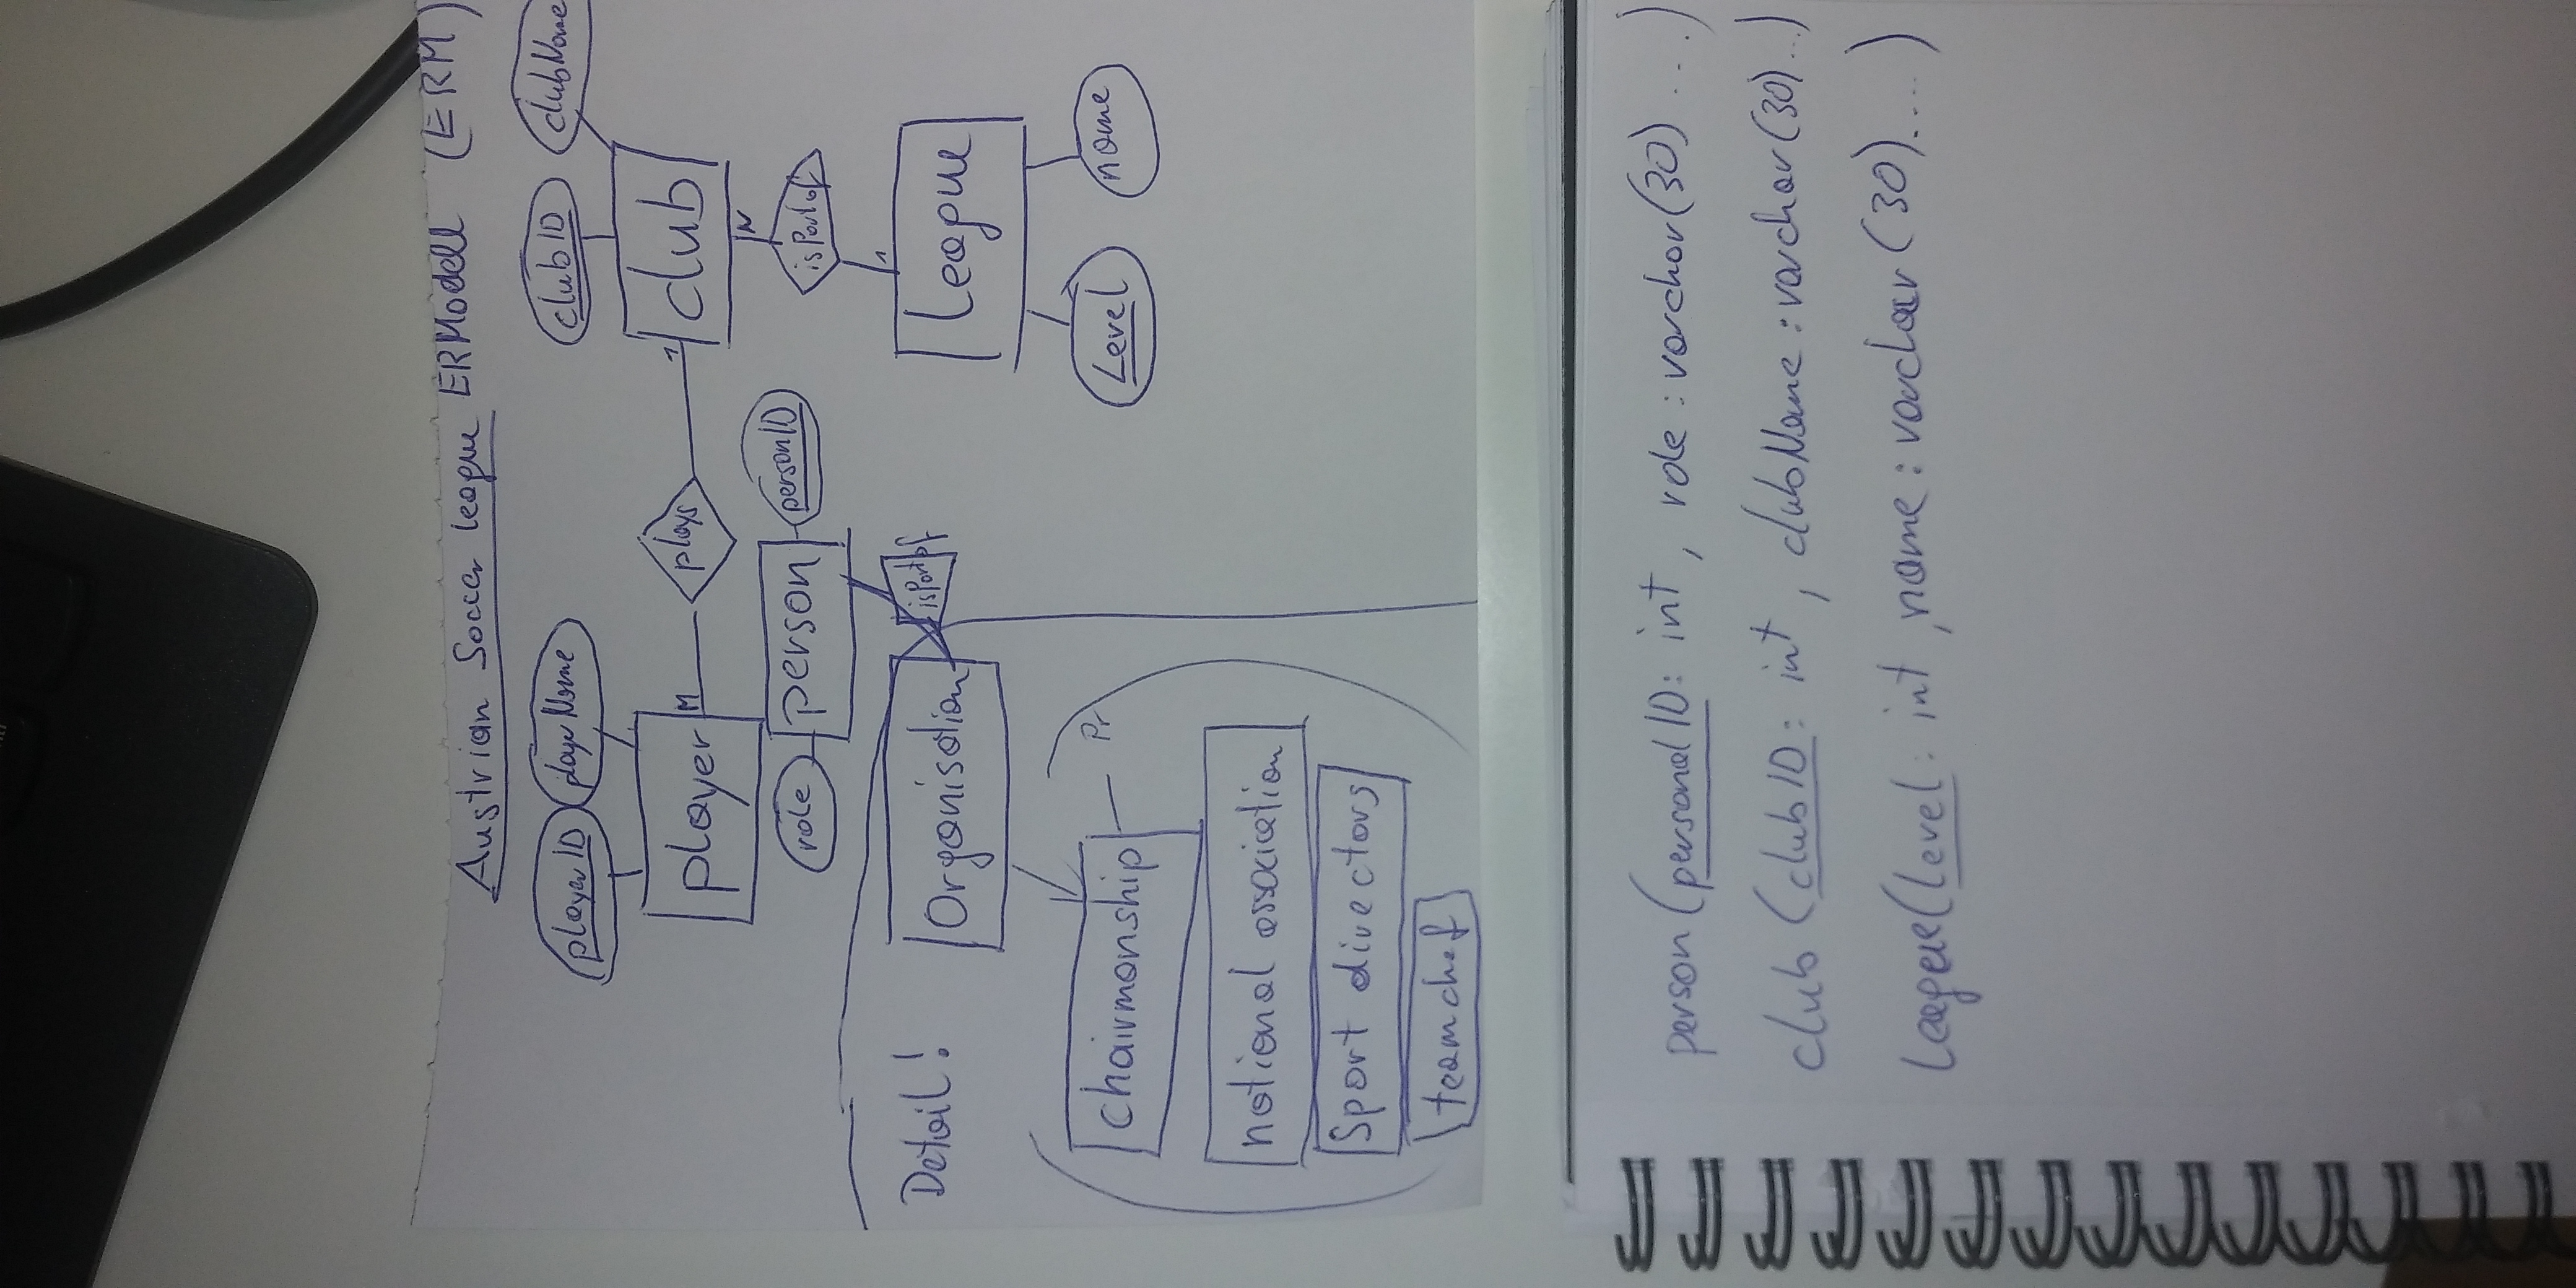 Austrian Soccer league ERModell (ERM)
playerID playerName clubID clubName
player M plays 1 club
role person personID
N
isPartof
1
Detail! Organisation isPartof League
Level name
Chairmanship Pr
national association
Sport directors
teamchef
person (personalID: int, role: varchar(30) ...)
club (clubID: int, clubName: varchar(30)...)
League(level: int, name: varchar(30).....)